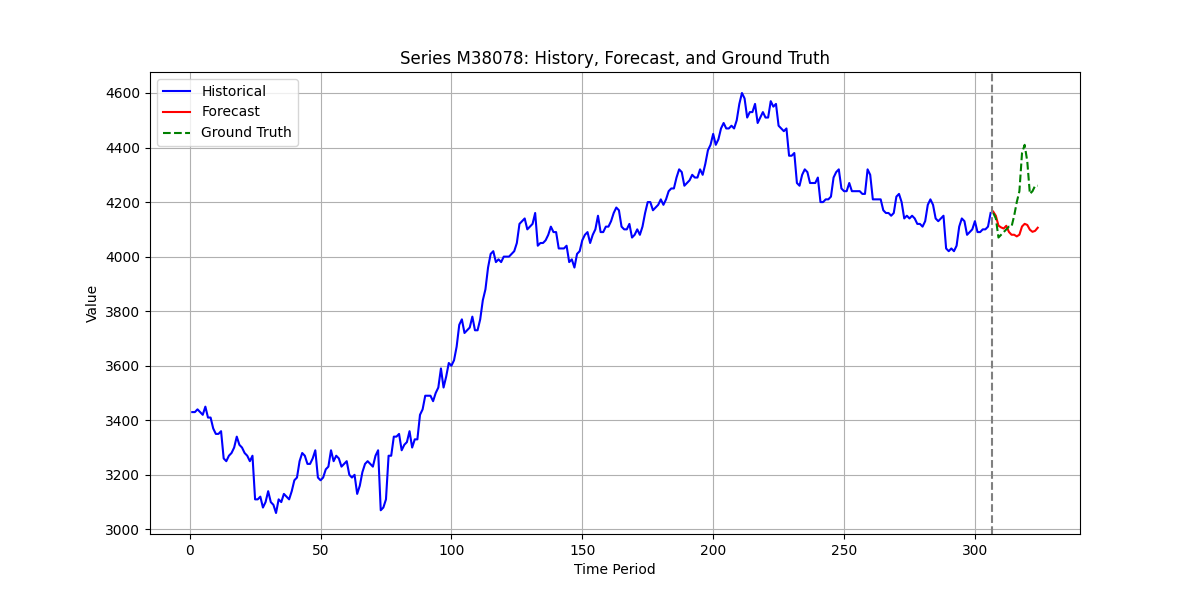 Series M38078: History, Forecast, and Ground Truth
Historical
Forecast
Ground Truth
4600
4400
4200
4000
3800
3600
3400
3200
3000
Value
0 50 100 150 200 250 300
Time Period